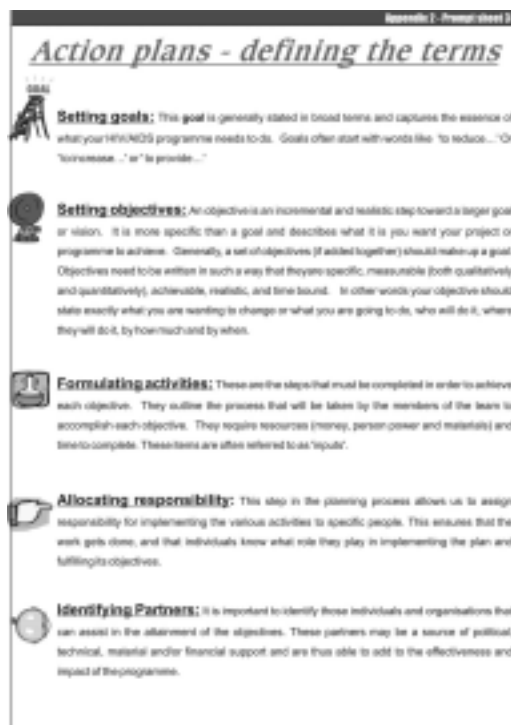 Appendix 2 - Prompt sheet 3
Action plans - defining the terms
GOAL
Setting goals: This goal is generally stated in broad terms and captures the essence of
what your HIV/AIDS programme needs to do. Goals often start with words like "to reduce..." Or
"to increase..." or "to provide..."
Setting objectives: An objective is an incremental and realistic step toward a larger goal
or vision. It is more specific than a goal and describes what it is you want your project or
programme to achieve. Generally, a set of objectives (if added together) should make up a goal.
Objectives need to be written in such a way that they are specific, measurable (both qualitatively
and quantitatively), achievable, realistic, and time bound. In other words your objective should
state exactly what you are wanting to change or what you are going to do, who will do it, where
they will do it, by how much and by when.
Formulating activities: These are the steps that must be completed in order to achieve
each objective. They outline the process that will be taken by the members of the team to
accomplish each objective. They require resources (money, person power and materials) and
time to complete. These items are often referred to as 'inputs'.
Allocating responsibility: This step in the planning process allows us to assign
responsibility for implementing the various activities to specific people. This ensures that the
work gets done, and that individuals know what role they play in implementing the plan and
fulfilling its objectives.
Identifying Partners: It is important to identify those individuals and organisations that
can assist in the attainment of the objectives. These partners may be a source of political,
technical, material and/or financial support and are thus able to add to the effectiveness and
impact of the programme.